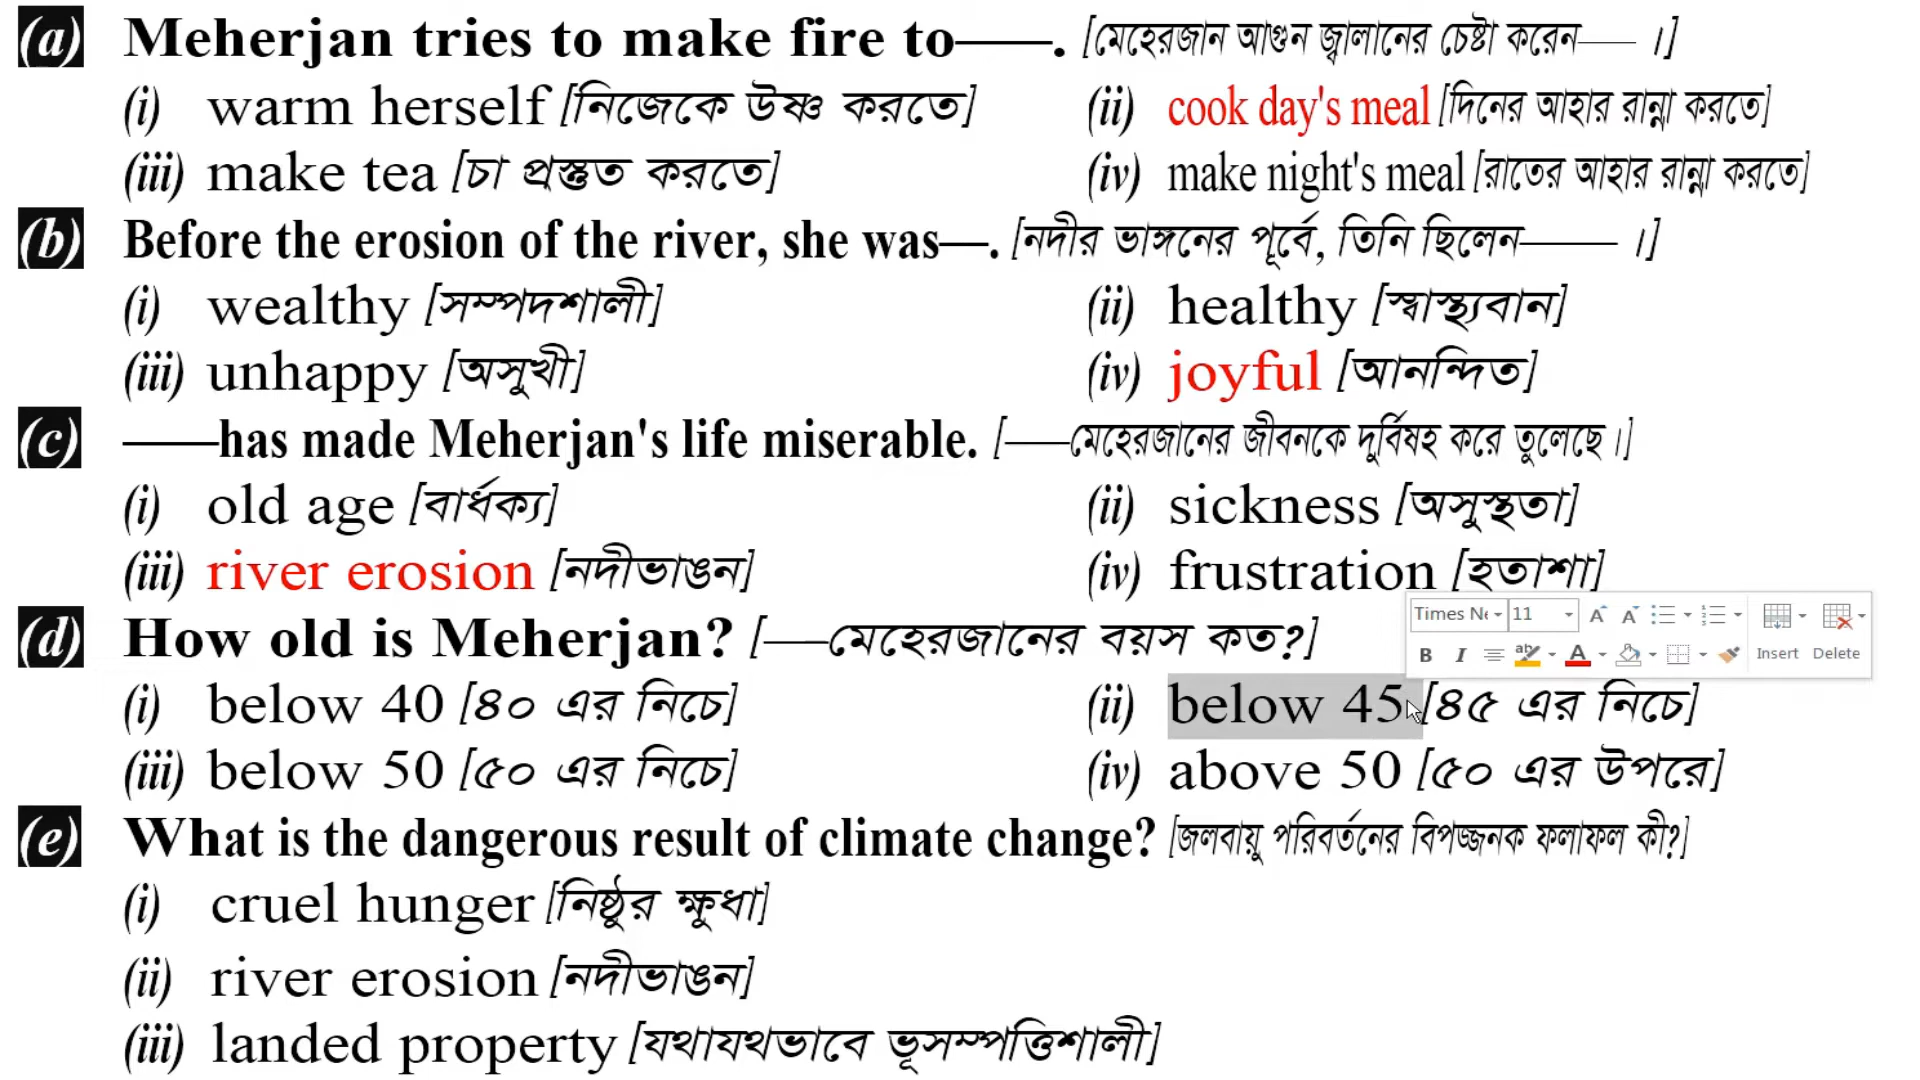 (a) Meherjan tries to make fire to——. [মেহেরজান আগুন জ্বালানের চেষ্টা করেন—— ।]
(i) warm herself [নিজেকে উষ্ণ করতে] (ii) cook day's meal [দিনের আহার রান্না করতে]
(iii) make tea [চা প্রস্তুত করতে] (iv) make night's meal [রাতের আহার রান্না করতে]
(b) Before the erosion of the river, she was—. [নদীর ভাঙ্গনের পূর্বে, তিনি ছিলেন—— ।]
(i) wealthy [সম্পদশালী] (ii) healthy [স্বাস্থ্যবান]
(iii) unhappy [অসুখী] (iv) joyful [আনন্দিত]
(c) ——has made Meherjan's life miserable. [——মেহেরজানের জীবনকে দুর্বিষহ করে তুলেছে।]
(i) old age [বার্ধক্য] (ii) sickness [অসুস্থতা]
(iii) river erosion [নদীভাঙন] (iv) frustration [হতাশা]
Times Ne 11
(d) How old is Meherjan? [——মেহেরজানের বয়স কত?]
B I A Insert Delete
(i) below 40 [৪০ এর নিচে] (ii) below 45 [৪৫ এর নিচে]
(iii) below 50 [৫০ এর নিচে] (iv) above 50 [৫০ এর উপরে]
(e) What is the dangerous result of climate change? [জলবায়ু পরিবর্তনের বিপজ্জনক ফলাফল কী?]
(i) cruel hunger [নিষ্ঠুর ক্ষুধা]
(ii) river erosion [নদীভাঙন]
(iii) landed property [যথাযথভাবে ভূসম্পত্তিশালী]